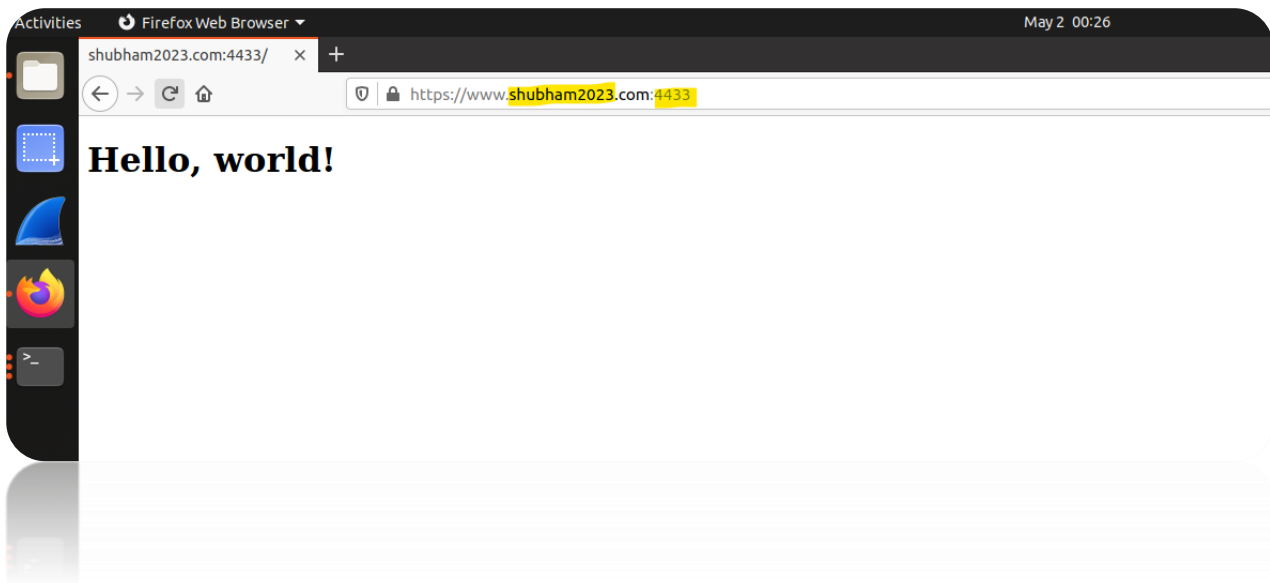 Activities Firefox Web Browser May 2 00:26
shubham2023.com:4433/
https://www.shubham2023.com:4433
Hello, world!
>_